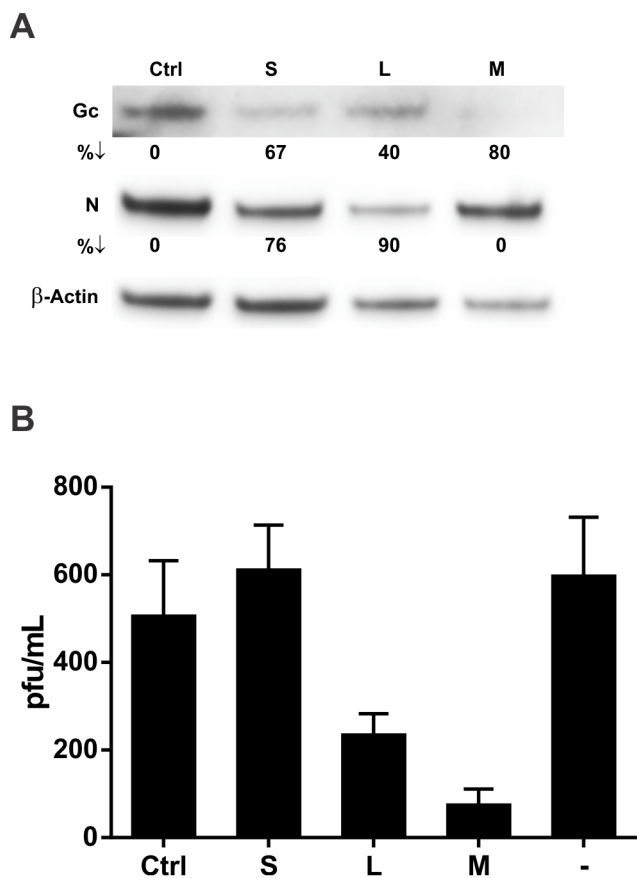 A
Ctrl S L M
Gc
%↓ 0 67 40 80
N
%↓ 0 76 90 0
β-Actin
B
800
600
400
200
0
pfu/mL
Ctrl S L M -